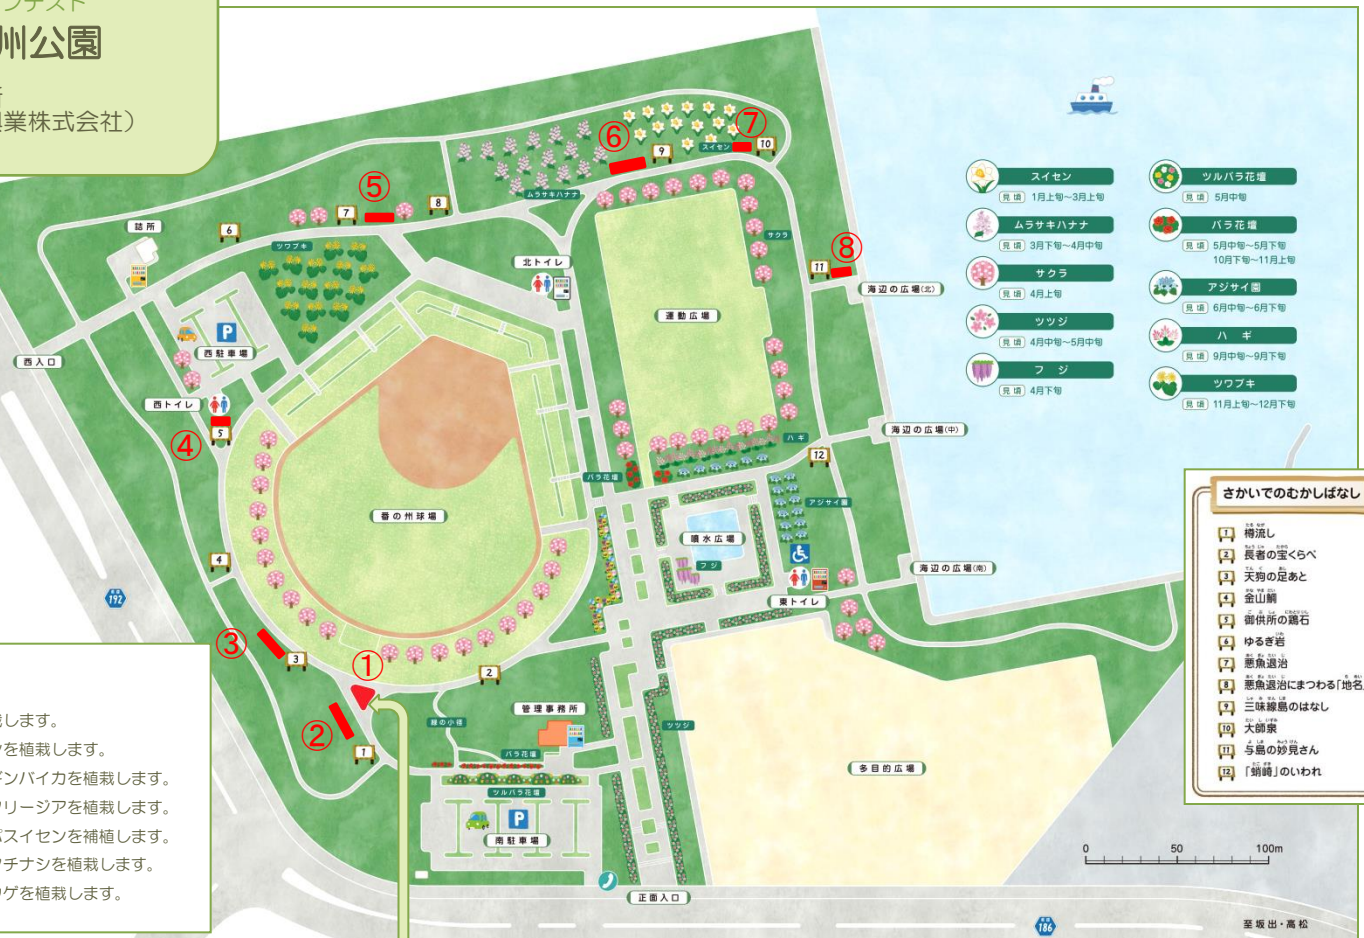 ンテスト
州公園
業株式会社）
⑥
⑦
⑤
⑧
④
③
①
②
スイセン
見頃 1月上旬～3月上旬
ムラサキハナナ
見頃 3月下旬～4月中旬
サクラ
見頃 4月上旬
ツツジ
見頃 4月中旬～5月中旬
フジ
見頃 4月下旬
ツルバラ花壇
見頃 5月中旬
バラ花壇
見頃 5月中旬～5月下旬
10月下旬～11月上旬
アジサイ園
見頃 6月中旬～6月下旬
ハギ
見頃 9月中旬～9月下旬
ツワブキ
見頃 11月上旬～12月下旬
スイセン
10
9
ムラサキハナナ
8
7
6
詰所
ツワブキ
サクラ
北トイレ
11
海辺の広場(北)
運動広場
P
西駐車場
西入口
西トイレ
5
海辺の広場(中)
ハギ
12
バラ花壇
アジサイ園
番の州球場
噴水広場
フジ
4
海辺の広場(南)
東トイレ
192
3
2
1
緑の小径
管理事務所
バラ花壇
ツツジ
ツルバラ花壇
多目的広場
P
南駐車場
正面入口
186
至坂出・高松
0 50 100m
さかいでのむかしばなし
1 樽流し
2 長者の宝くらべ
3 天狗の足あと
4 金山鯛
5 御供所の鶏石
6 ゆるぎ岩
7 悪魚退治
8 悪魚退治にまつわる「地名
9 三味線島のはなし
10 大師泉
11 与島の妙見さん
12 「蛸崎」のいわれ
します。
を植栽します。
ギンバイカを植栽します。
フリージアを植栽します。
パスイセンを補植します。
クチナシを植栽します。
ゲを植栽します。